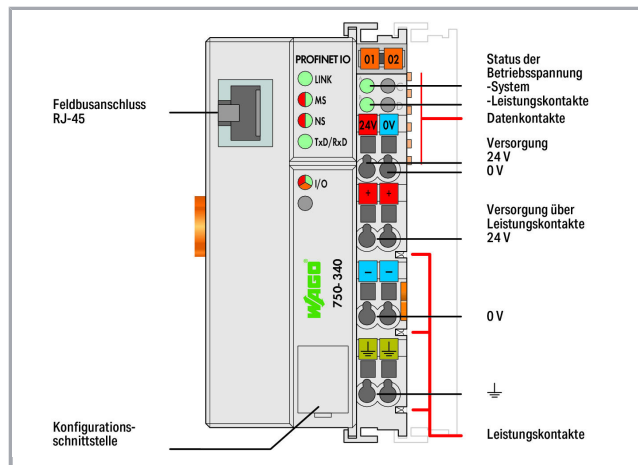 Feldbusanschluss
RJ-45
Konfigurations-
schnittstelle
PROFINET IO
LINK
MS
NS
TxD/RxD
I/O
WAGO
750-340
01 02
C
D
24V 0V
+ +
− −
Status der
Betriebsspannung
-System
-Leistungskontakte
Datenkontakte
Versorgung
24 V
0 V
Versorgung über
Leistungskontakte
24 V
0 V
Leistungskontakte